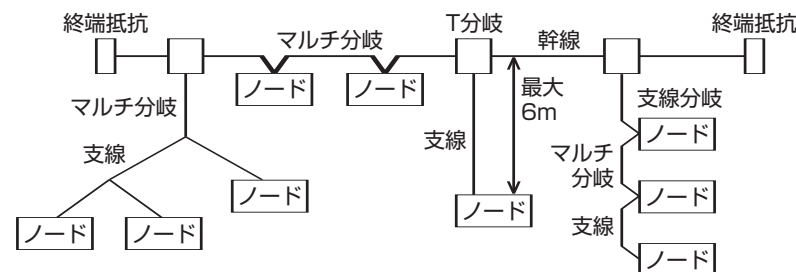 終端抵抗
マルチ分岐
T分岐
幹線
終端抵抗
ノード
ノード
マルチ分岐
支線
ノード
ノード
ノード
支線
最大
6m
ノード
支線分岐
ノード
マルチ
分岐
ノード
支線
ノード